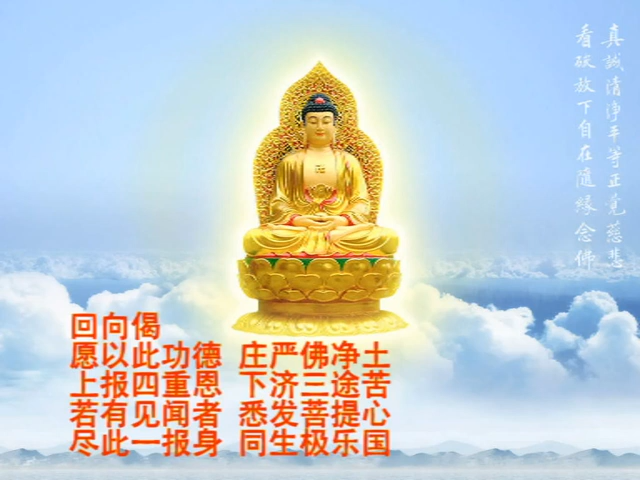 真誠清淨平等正覺慈悲
看破放下自在隨緣念佛
回向偈
愿以此功德 庄严佛净土
上报四重恩 下济三途苦
若有见闻者 悉发菩提心
尽此一报身 同生极乐国